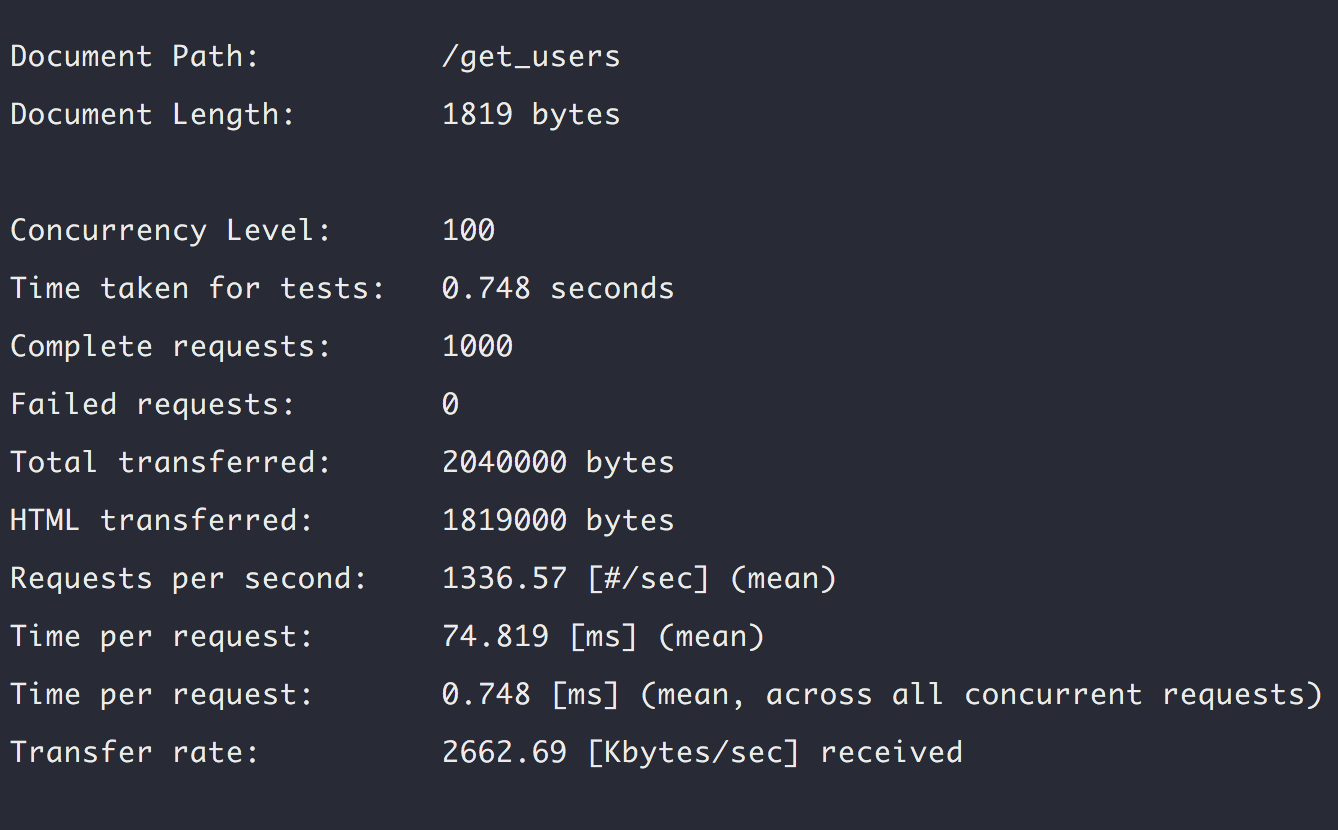 Document Path: /get_users
Document Length: 1819 bytes
Concurrency Level: 100
Time taken for tests: 0.748 seconds
Complete requests: 1000
Failed requests: 0
Total transferred: 2040000 bytes
HTML transferred: 1819000 bytes
Requests per second: 1336.57 [#/sec] (mean)
Time per request: 74.819 [ms] (mean)
Time per request: 0.748 [ms] (mean, across all concurrent requests)
Transfer rate: 2662.69 [Kbytes/sec] received